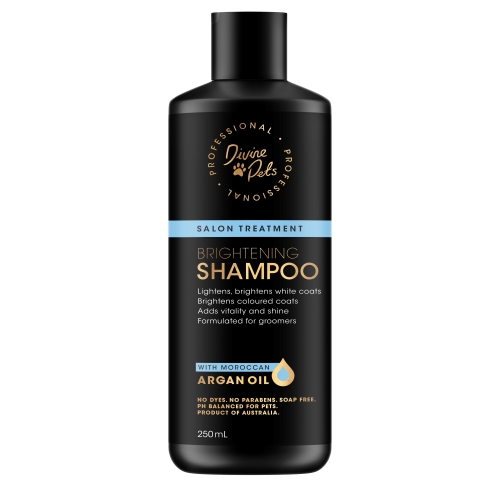 PROFESSIONAL • PROFESSIONAL •
Divine
Pets
SALON TREATMENT
BRIGHTENING
SHAMPOO
Lightens, brightens white coats
Brightens coloured coats
Adds vitality and shine
Formulated for groomers
WITH MOROCCAN
ARGAN OIL
NO DYES. NO PARABENS. SOAP FREE.
PH BALANCED FOR PETS.
PRODUCT OF AUSTRALIA.
250mL